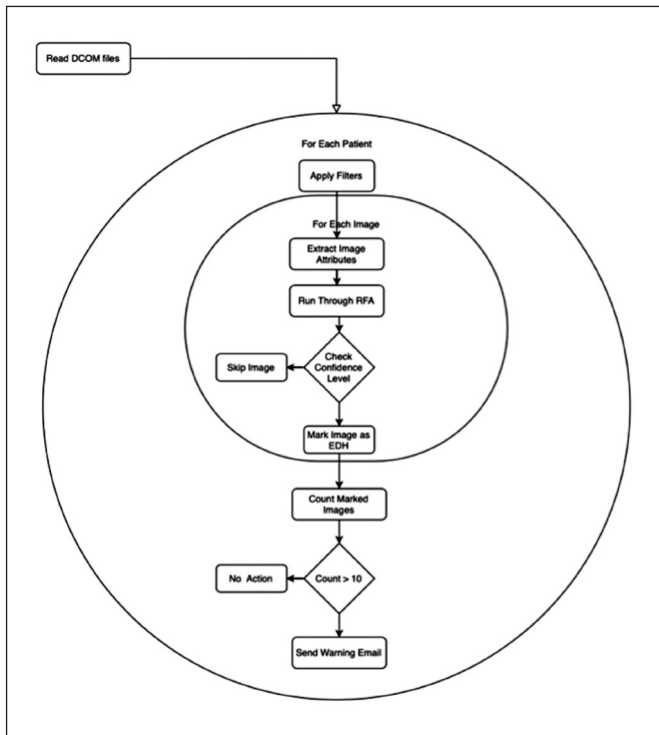 Read DCOM files
For Each Patient
Apply Filters
For Each Image
Extract Image
Attributes
Run Through RFA
Check
Confidence
Level
Skip Image
Mark Image as
EDH
Count Marked
Images
Count > 10
No Action
Send Warning Email